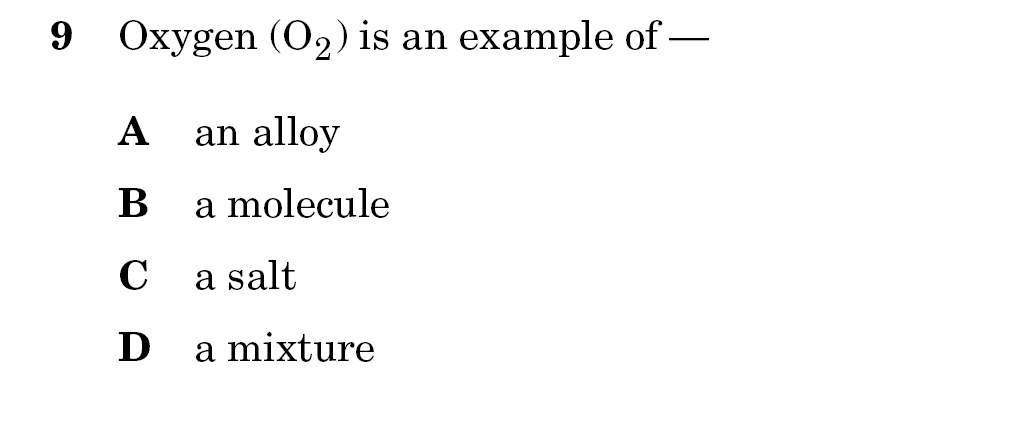 9 Oxygen (O₂) is an example of —
A an alloy
B a molecule
C a salt
D a mixture